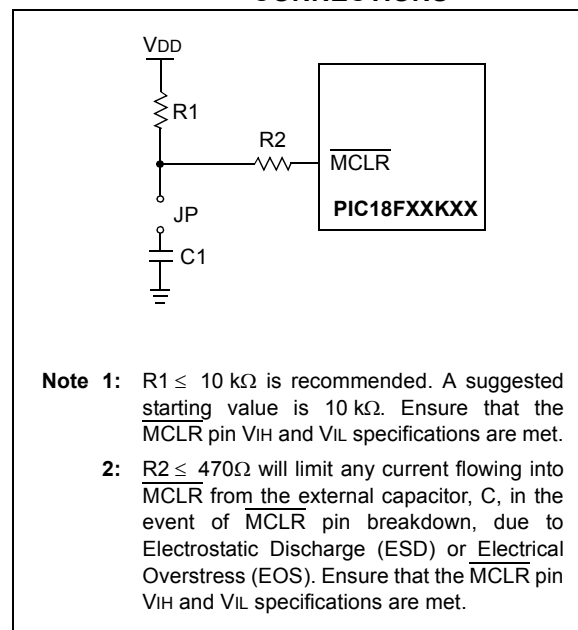 VDD
R1
R2
MCLR
JP
PIC18FXXKXX
C1
Note 1: R1 ≤ 10 kΩ is recommended. A suggested
starting value is 10 kΩ. Ensure that the
MCLR pin VIH and VIL specifications are met.
2: R2 ≤ 470Ω will limit any current flowing into
MCLR from the external capacitor, C, in the
event of MCLR pin breakdown, due to
Electrostatic Discharge (ESD) or Electrical
Overstress (EOS). Ensure that the MCLR pin
VIH and VIL specifications are met.